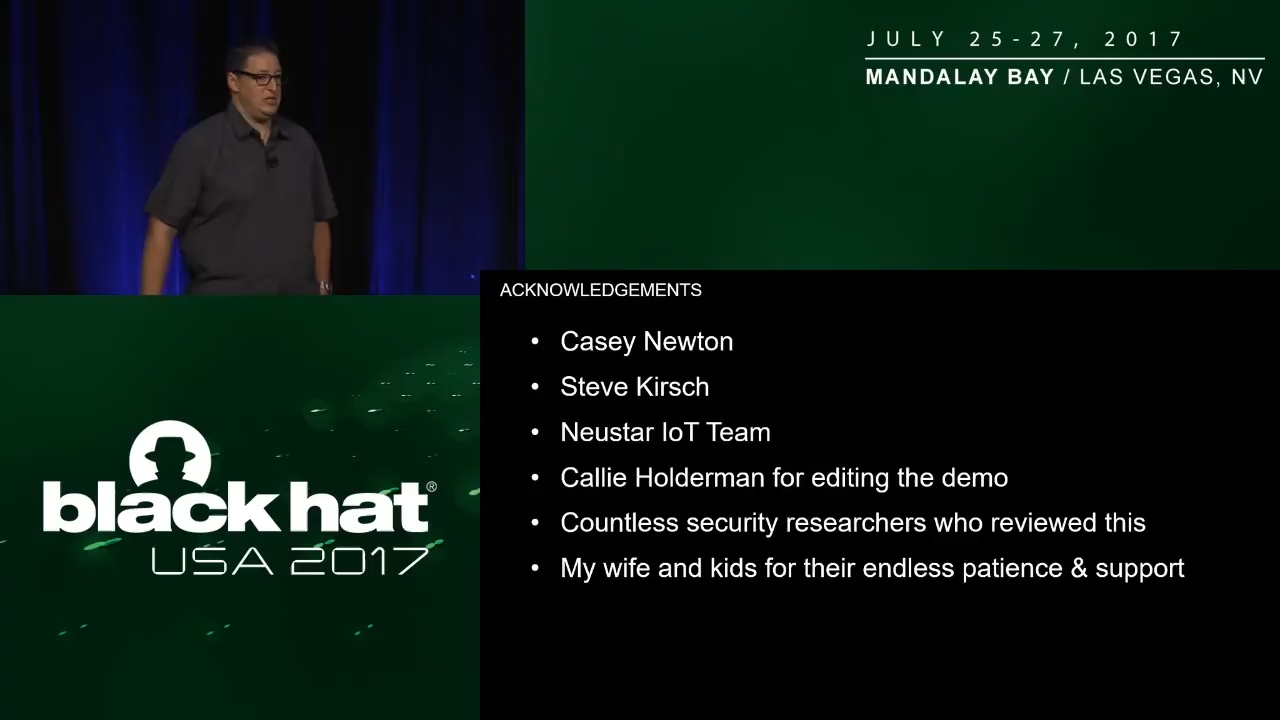 JULY 25-27, 2017
MANDALAY BAY / LAS VEGAS, NV
ACKNOWLEDGEMENTS
• Casey Newton
• Steve Kirsch
• Neustar IoT Team
• Callie Holderman for editing the demo
• Countless security researchers who reviewed this
• My wife and kids for their endless patience & support
black hat®
USA 2017